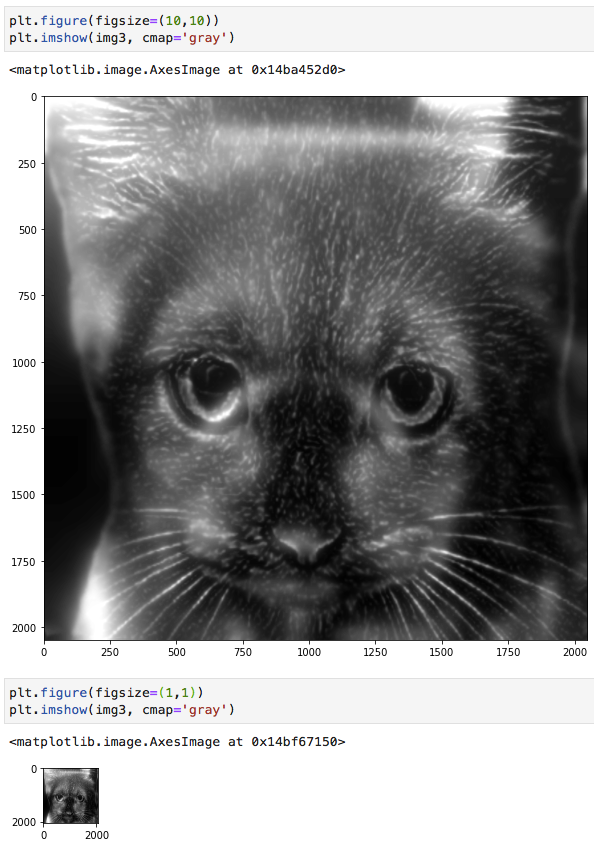 plt.figure(figsize=(10,10))
plt.imshow(img3, cmap='gray')
<matplotlib.image.AxesImage at 0x14ba452d0>
0
250
500
750
1000
1250
1500
1750
2000
0 250 500 750 1000 1250 1500 1750 2000
plt.figure(figsize=(1,1))
plt.imshow(img3, cmap='gray')
<matplotlib.image.AxesImage at 0x14bf67150>
0
2000
0 2000